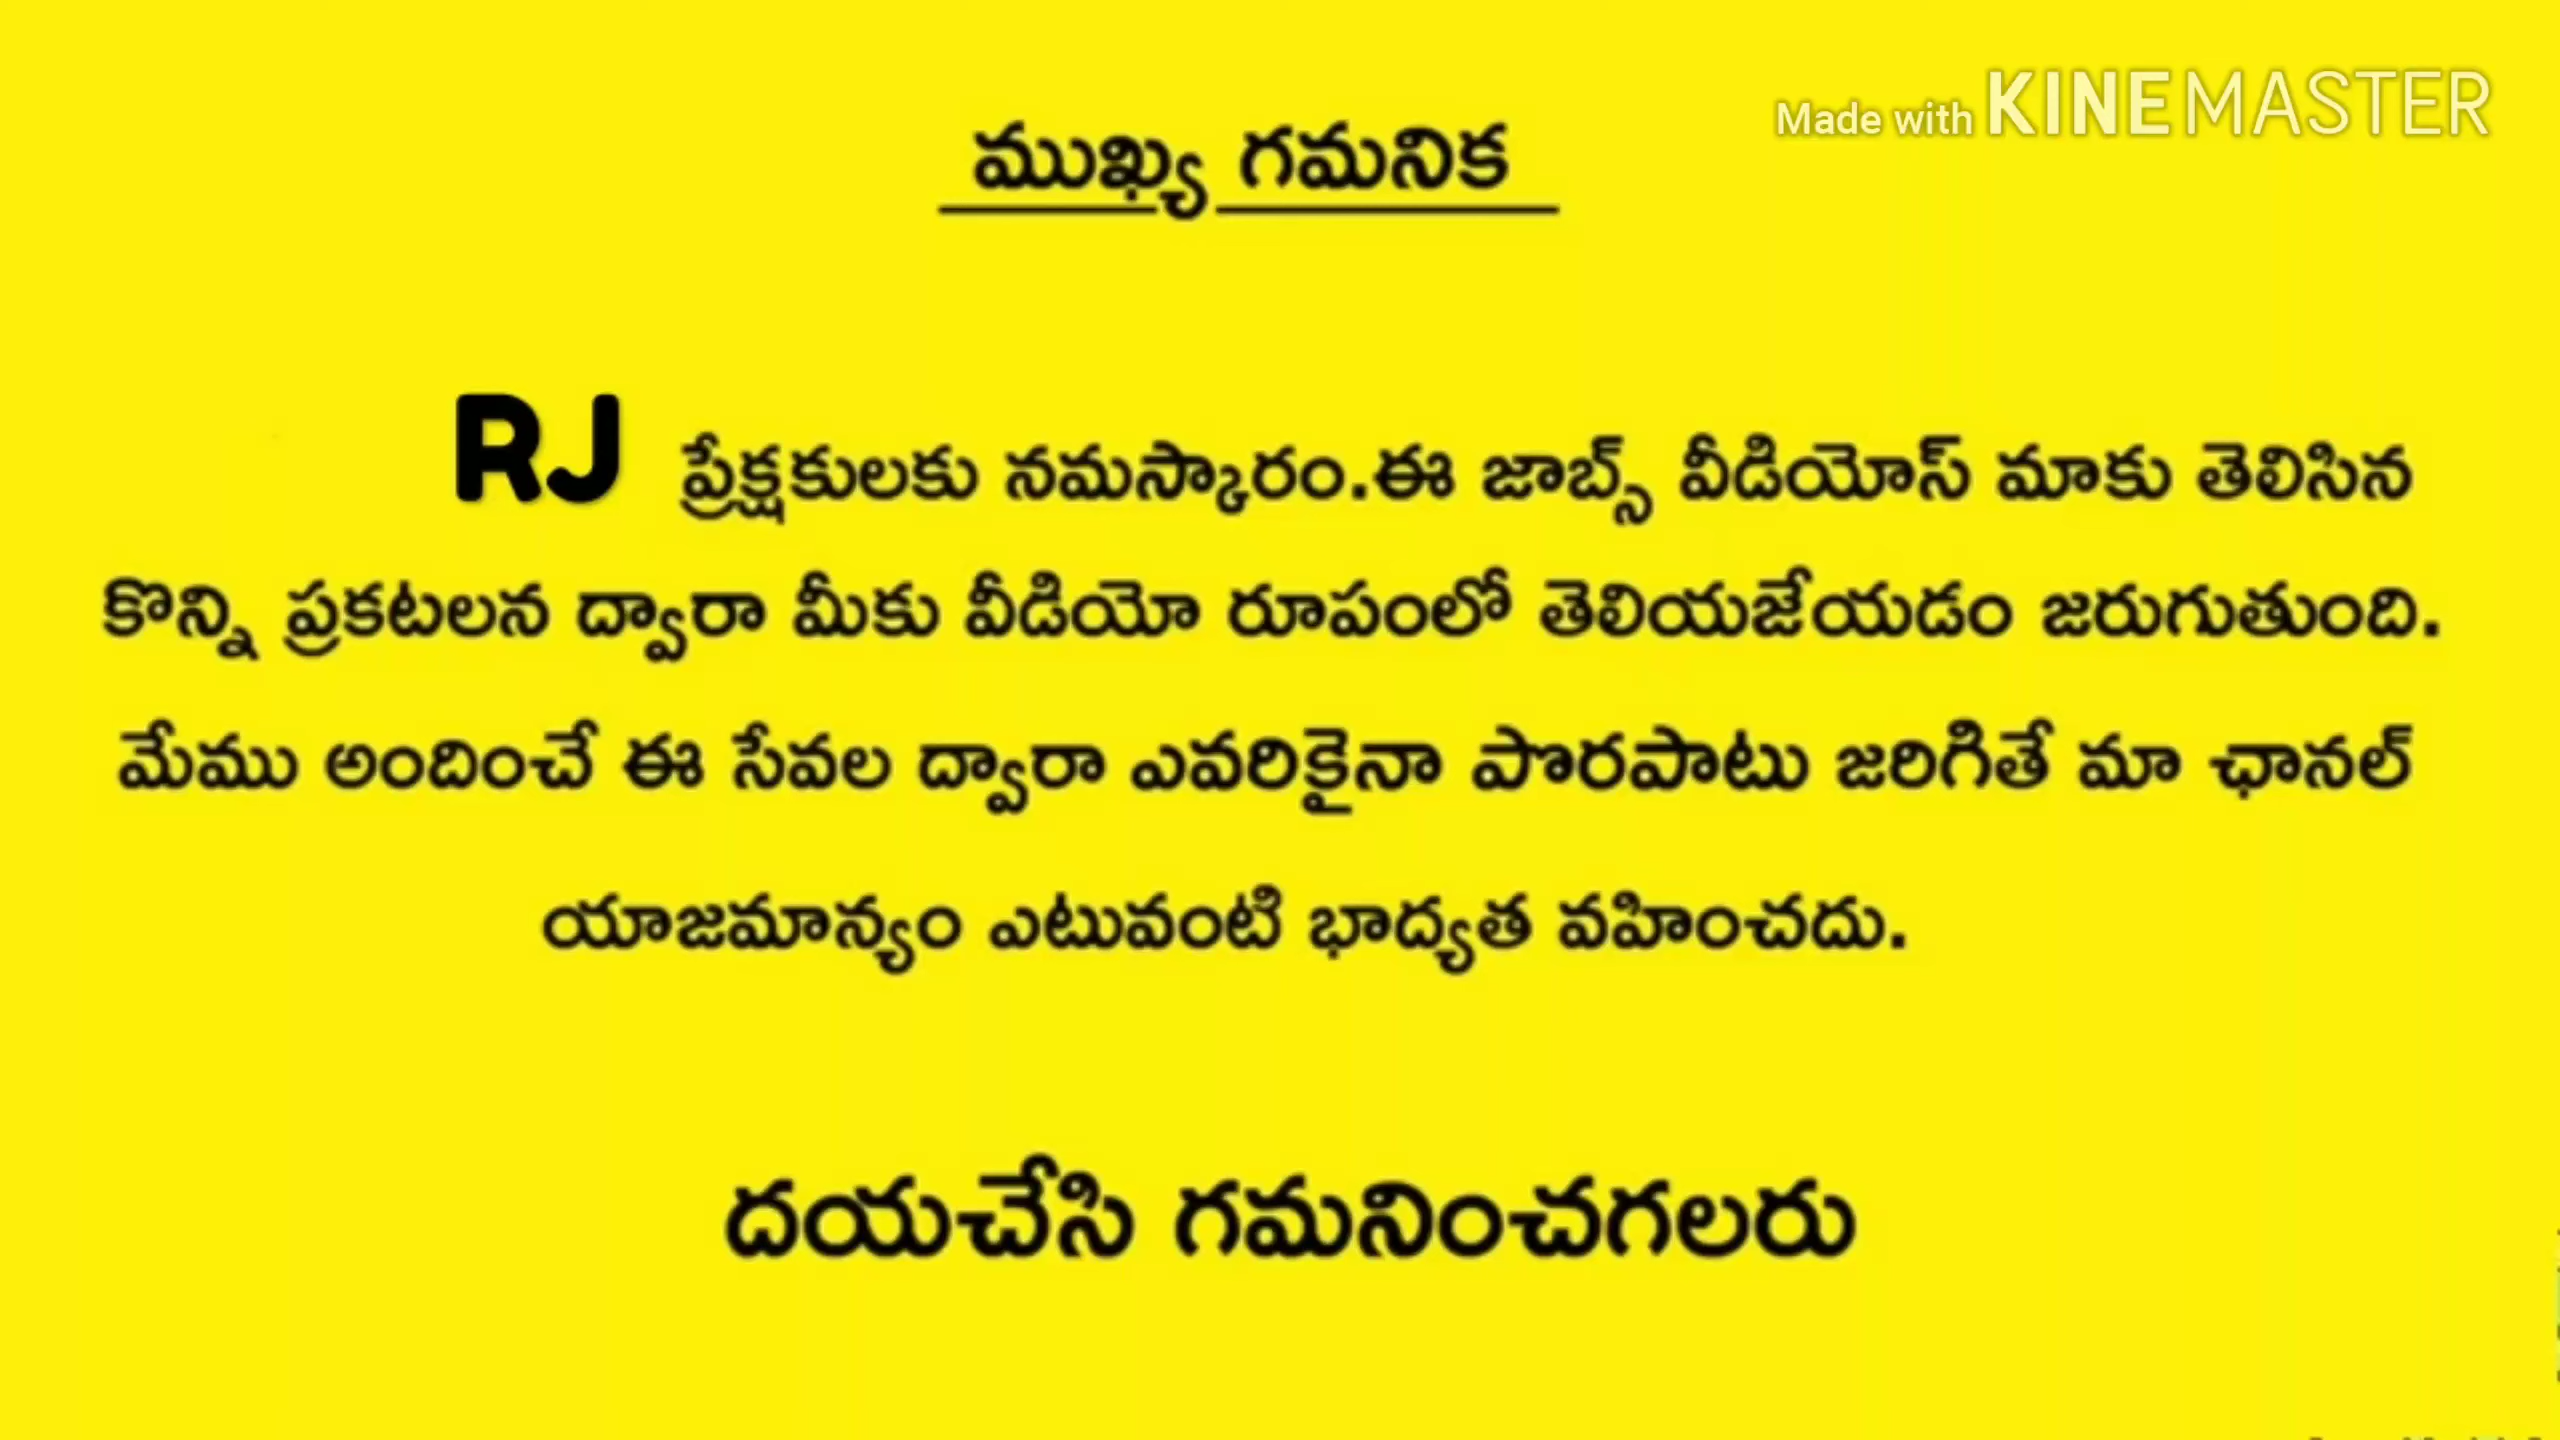 Made with KINEMASTER
ముఖ్య గమనిక
RJ ప్రేక్షకులకు నమస్కారం.ఈ జాబ్స్ వీడియోస్ మాకు తెలిసిన
కొన్ని ప్రకటలన ద్వారా మీకు వీడియో రూపంలో తెలియజేయడం జరుగుతుంది.
మేము అందించే ఈ సేవల ద్వారా ఎవరికైనా పొరపాటు జరిగితే మా ఛానల్
యాజమాన్యం ఎటువంటి భాద్యత వహించదు.
దయచేసి గమనించగలరు